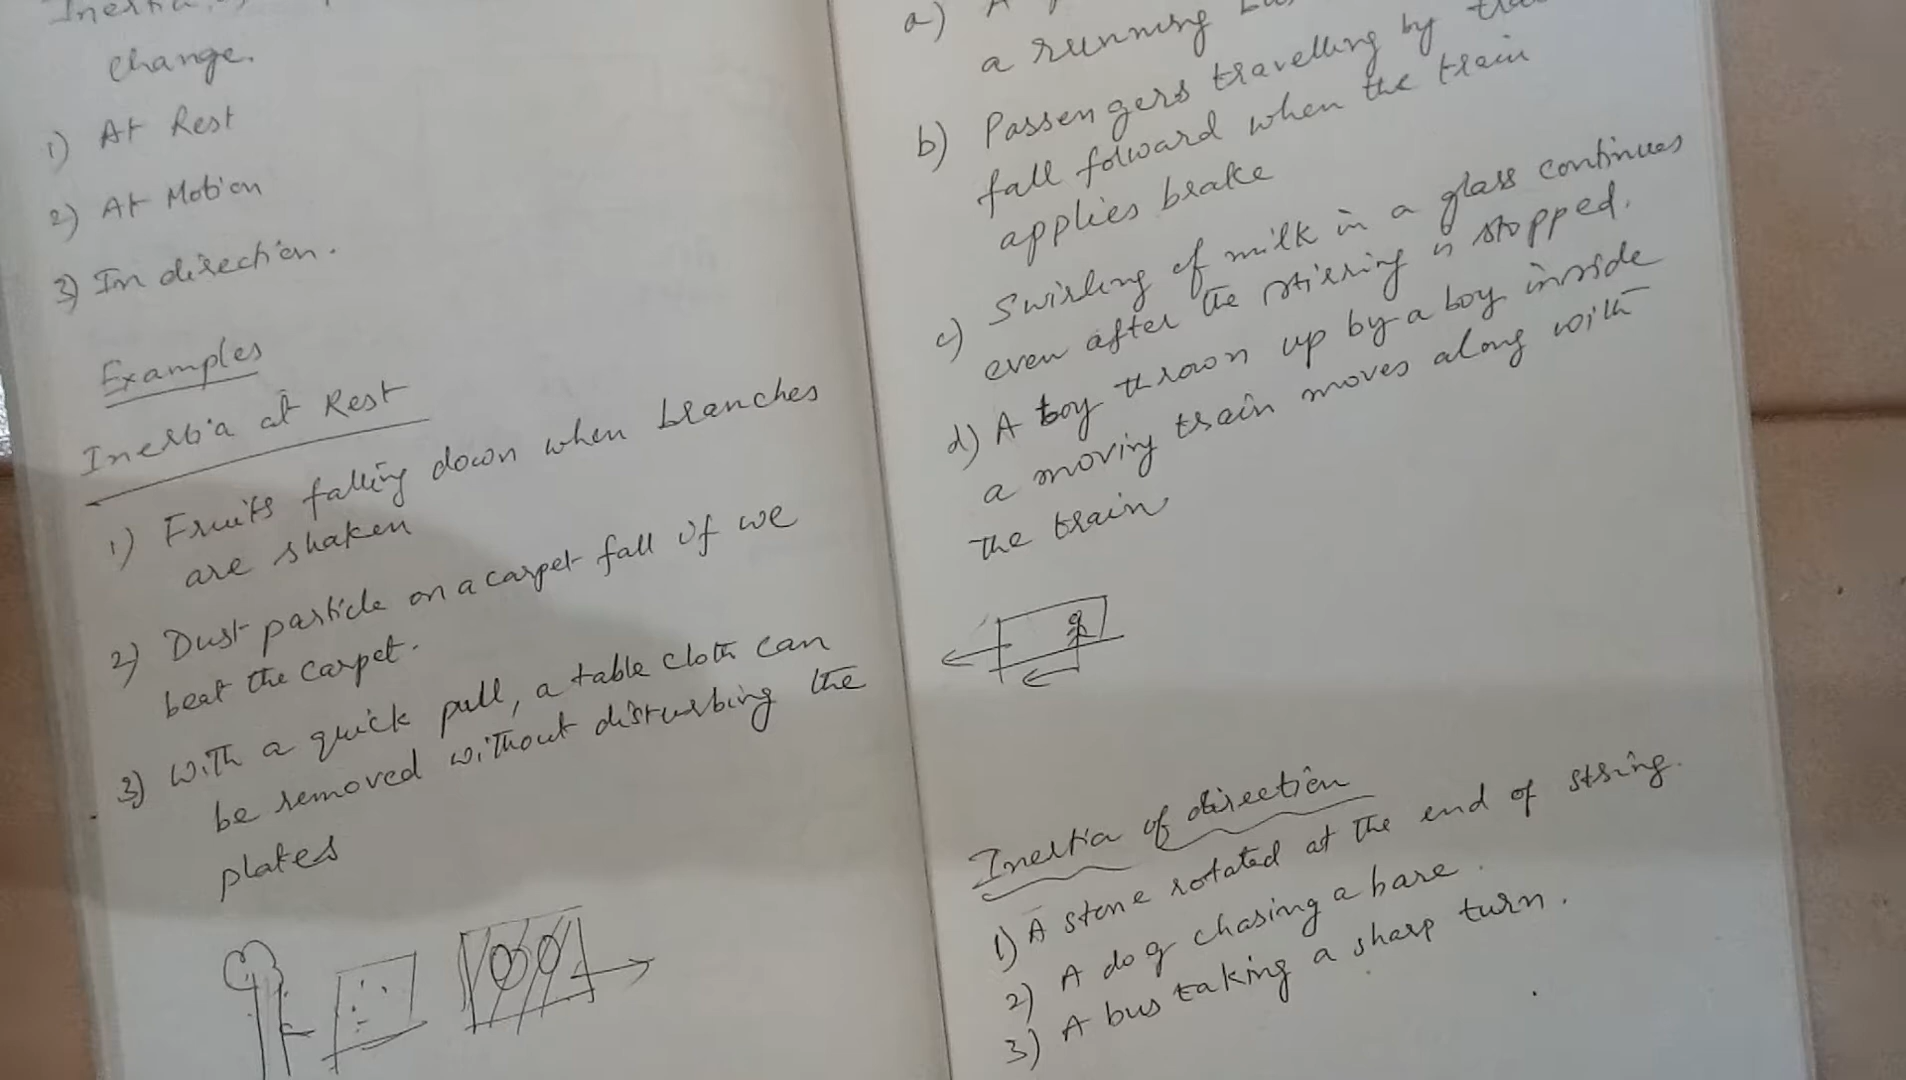 Inertia
change.
1) At Rest
2) At Motion
3) In direction.
Examples
Inertia at Rest
1) Fruits falling down when branches
are shaken
2) Dust particle on a carpet fall if we
beat the carpet.
3) with a quick pull, a table cloth can
be removed without disturbing the
plates
a) A
a running
b) Passengers travelling by
fall forward when the train
applies brake
c) Swirling of milk in a glass continues
even after the stirring is stopped.
d) A boy thrown up by a boy inside
a moving train moves along with
the train
Inertia of direction
1) A stone rotated at the end of string.
2) A dog chasing a hare.
3) A bus taking a sharp turn.